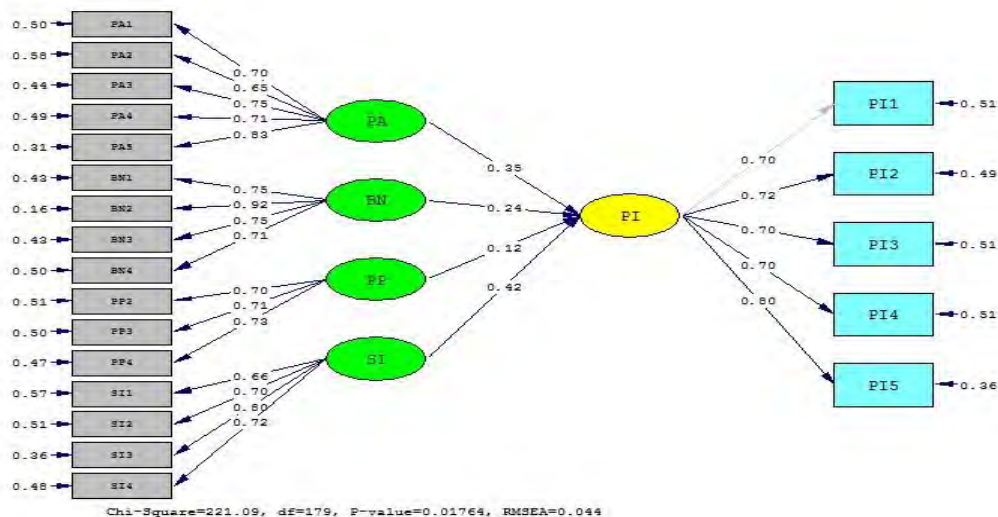 0.50 PA1
0.58 PA2
0.44 PA3
0.49 PA4
0.31 PA5
0.43 BN1
0.16 BN2
0.43 BN3
0.50 BN4
0.51 PP2
0.50 PP3
0.47 PP4
0.57 SI1
0.51 SI2
0.36 SI3
0.48 SI4
0.70
0.65
0.75
0.71
0.83
0.75
0.92
0.75
0.71
0.70
0.71
0.73
0.66
0.70
0.80
0.72
PA
BN
PP
SI
0.35
0.24
0.12
0.42
PI
0.70
0.72
0.70
0.70
0.80
PI1 0.51
PI2 0.49
PI3 0.51
PI4 0.51
PI5 0.36
Chi-Square=221.09, df=179, P-value=0.01764, RMSEA=0.044